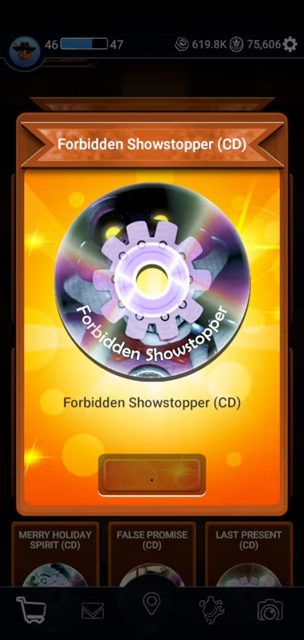 46 47 619.8K 75,606
Forbidden Showstopper (CD)
Forbidden Showstopper
Forbidden Showstopper (CD)
.
MERRY HOLIDAY FALSE PROMISE LAST PRESENT
SPIRIT (CD) (CD) (CD)